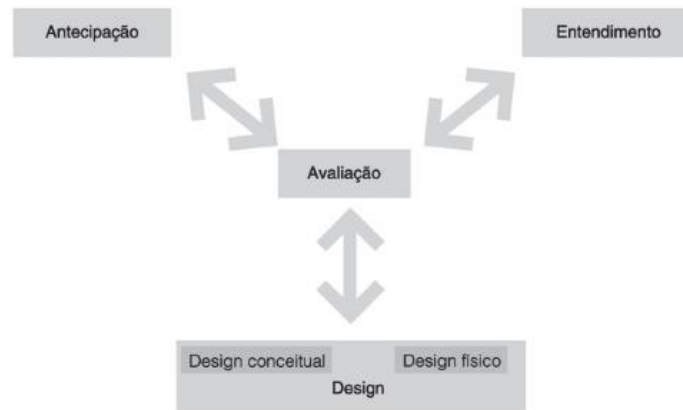 Antecipação
Entendimento
Avaliação
Design conceitual
Design físico
Design